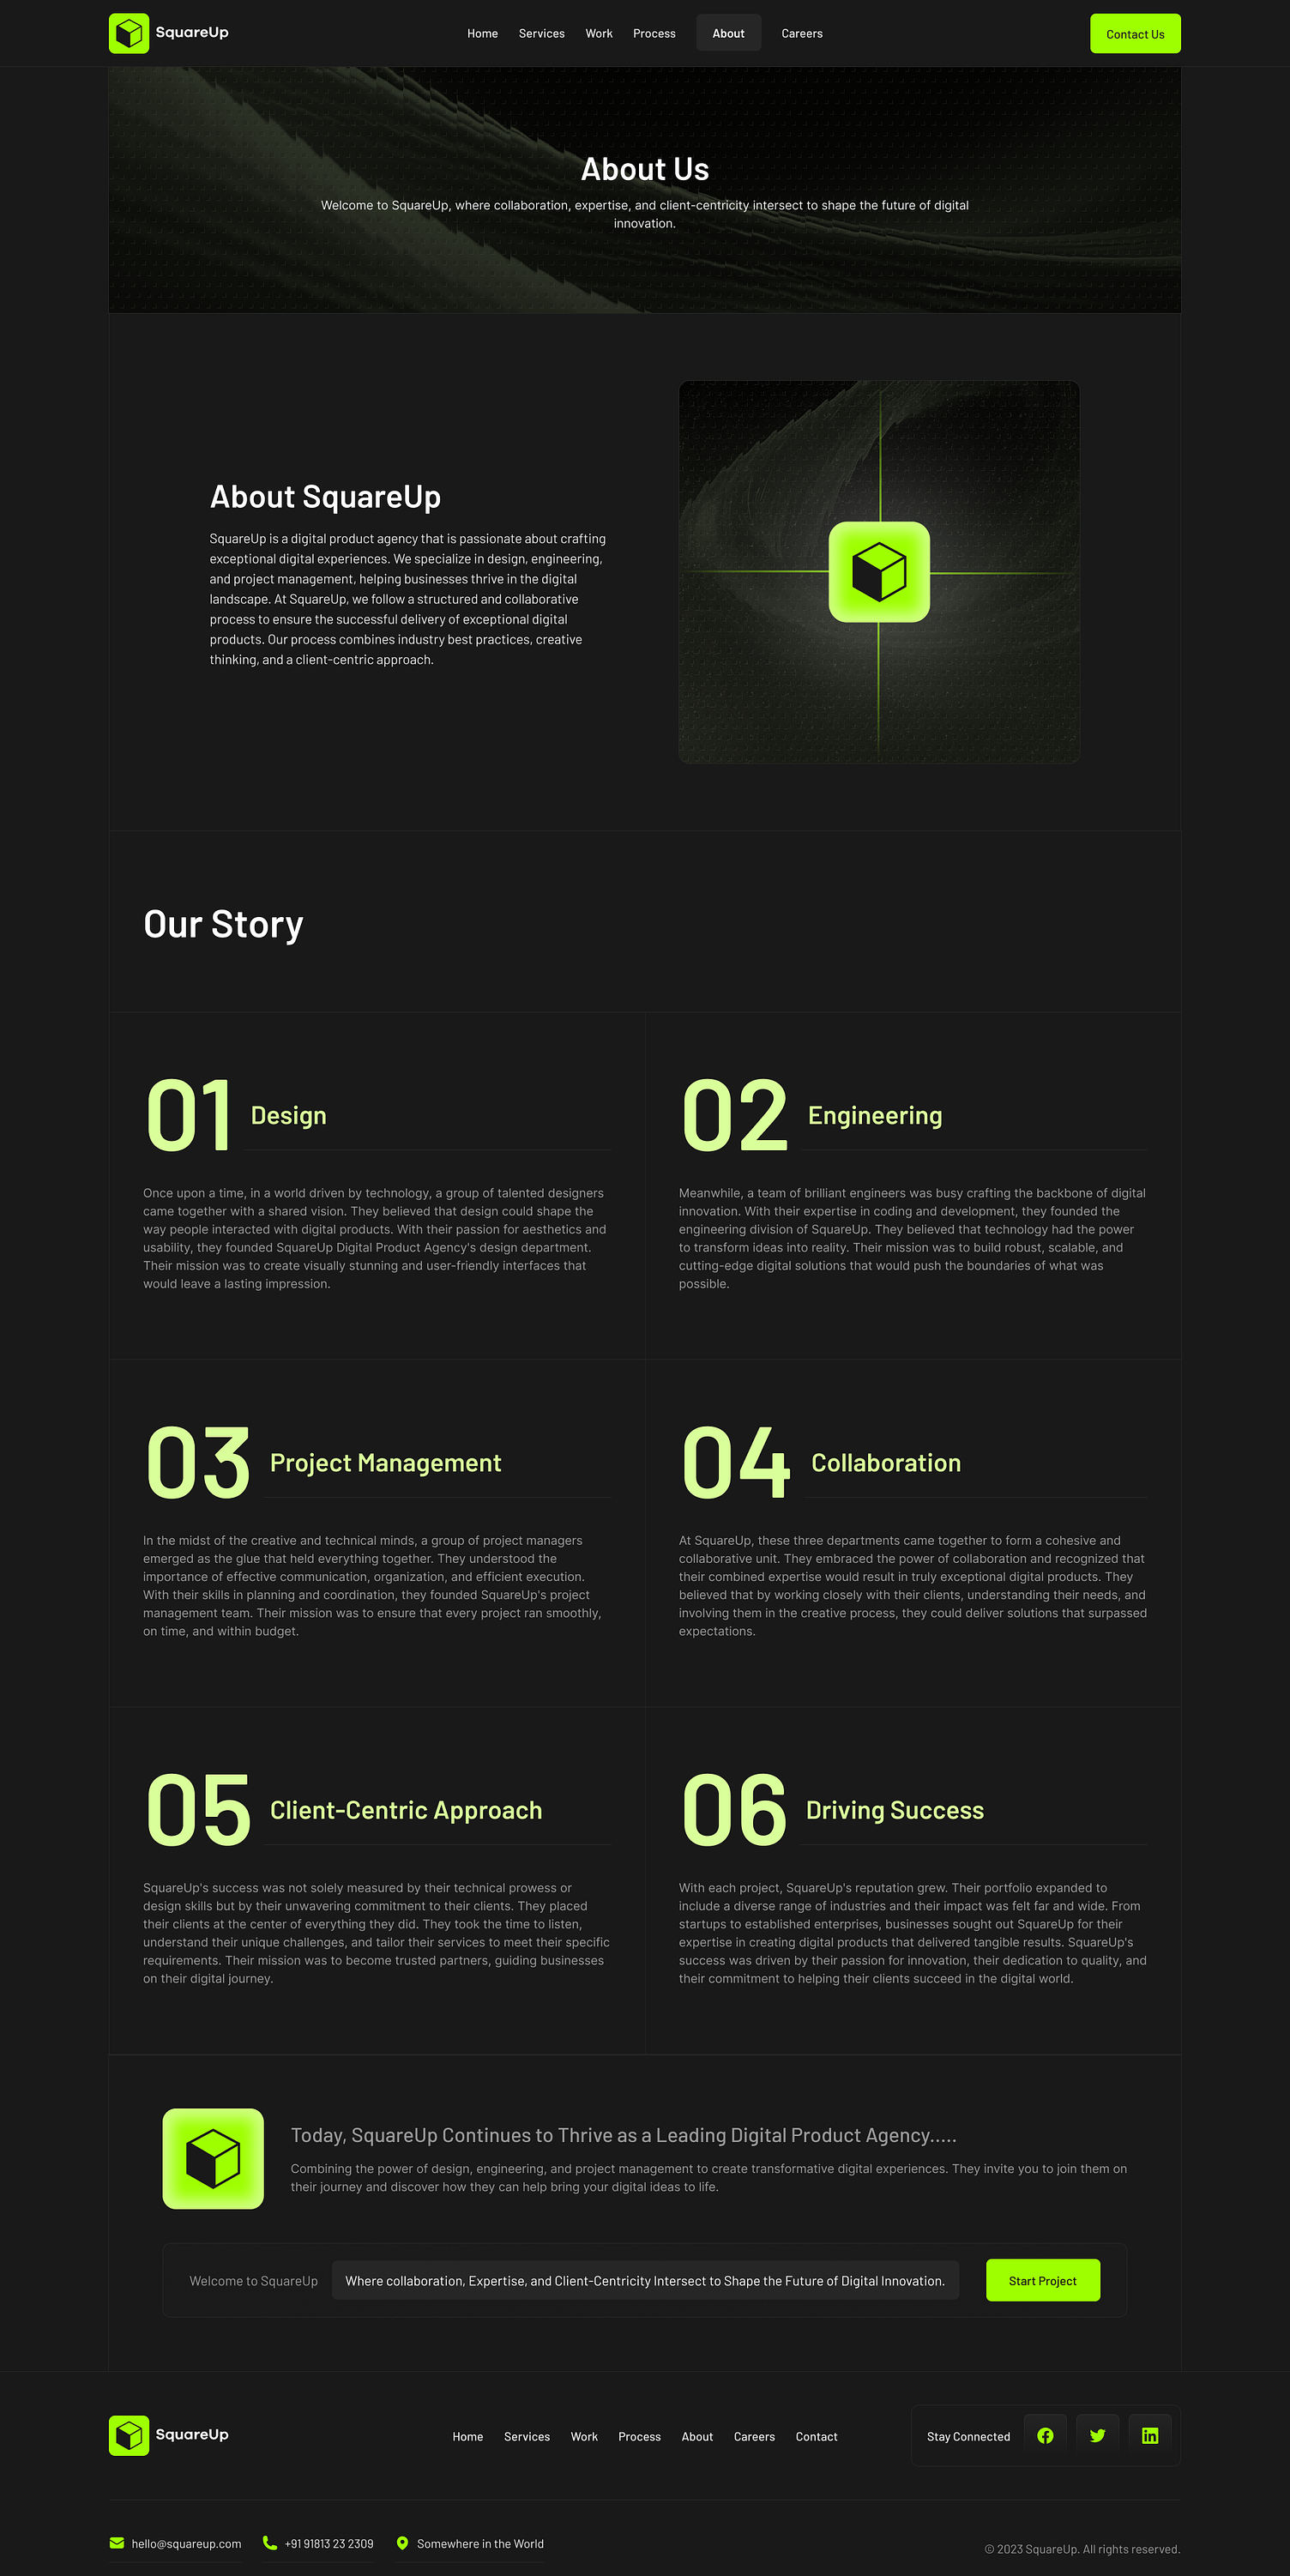 SquareUp
Home Services Work Process About Careers
Contact Us
About Us
Welcome to SquareUp, where collaboration, expertise, and client-centricity intersect to shape the future of digital
innovation.
About SquareUp
SquareUp is a digital product agency that is passionate about crafting
exceptional digital experiences. We specialize in design, engineering,
and project management, helping businesses thrive in the digital
landscape. At SquareUp, we follow a structured and collaborative
process to ensure the successful delivery of exceptional digital
products. Our process combines industry best practices, creative
thinking, and a client-centric approach.
Our Story
01 Design
Once upon a time, in a world driven by technology, a group of talented designers
came together with a shared vision. They believed that design could shape the
way people interacted with digital products. With their passion for aesthetics and
usability, they founded SquareUp Digital Product Agency's design department.
Their mission was to create visually stunning and user-friendly interfaces that
would leave a lasting impression.
02 Engineering
Meanwhile, a team of brilliant engineers was busy crafting the backbone of digital
innovation. With their expertise in coding and development, they founded the
engineering division of SquareUp. They believed that technology had the power
to transform ideas into reality. Their mission was to build robust, scalable, and
cutting-edge digital solutions that would push the boundaries of what was
possible.
03 Project Management
In the midst of the creative and technical minds, a group of project managers
emerged as the glue that held everything together. They understood the
importance of effective communication, organization, and efficient execution.
With their skills in planning and coordination, they founded SquareUp's project
management team. Their mission was to ensure that every project ran smoothly,
on time, and within budget.
04 Collaboration
At SquareUp, these three departments came together to form a cohesive and
collaborative unit. They embraced the power of collaboration and recognized that
their combined expertise would result in truly exceptional digital products. They
believed that by working closely with their clients, understanding their needs, and
involving them in the creative process, they could deliver solutions that surpassed
expectations.
05 Client-Centric Approach
SquareUp's success was not solely measured by their technical prowess or
design skills but by their unwavering commitment to their clients. They placed
their clients at the center of everything they did. They took the time to listen,
understand their unique challenges, and tailor their services to meet their specific
requirements. Their mission was to become trusted partners, guiding businesses
on their digital journey.
06 Driving Success
With each project, SquareUp's reputation grew. Their portfolio expanded to
include a diverse range of industries and their impact was felt far and wide. From
startups to established enterprises, businesses sought out SquareUp for their
expertise in creating digital products that delivered tangible results. SquareUp's
success was driven by their passion for innovation, their dedication to quality, and
their commitment to helping their clients succeed in the digital world.
Today, SquareUp Continues to Thrive as a Leading Digital Product Agency.....
Combining the power of design, engineering, and project management to create transformative digital experiences. They invite you to join them on
their journey and discover how they can help bring your digital ideas to life.
Welcome to SquareUp Where collaboration, Expertise, and Client-Centricity Intersect to Shape the Future of Digital Innovation.
Start Project
SquareUp
Home Services Work Process About Careers Contact
Stay Connected
hello@squareup.com +91 91813 23 2309 Somewhere in the World
© 2023 SquareUp. All rights reserved.